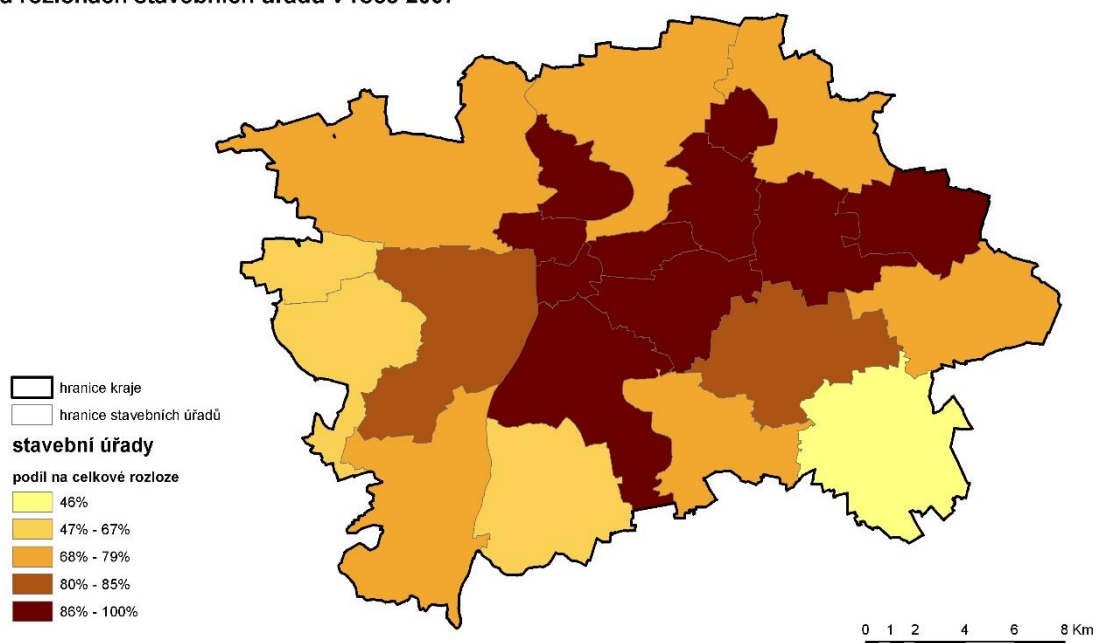 hranice kraje
hranice stavebních úřadů
stavební úřady
podíl na celkové rozloze
46%
47% - 67%
68% - 79%
80% - 85%
86% - 100%
0 1 2 4 6 8 Km